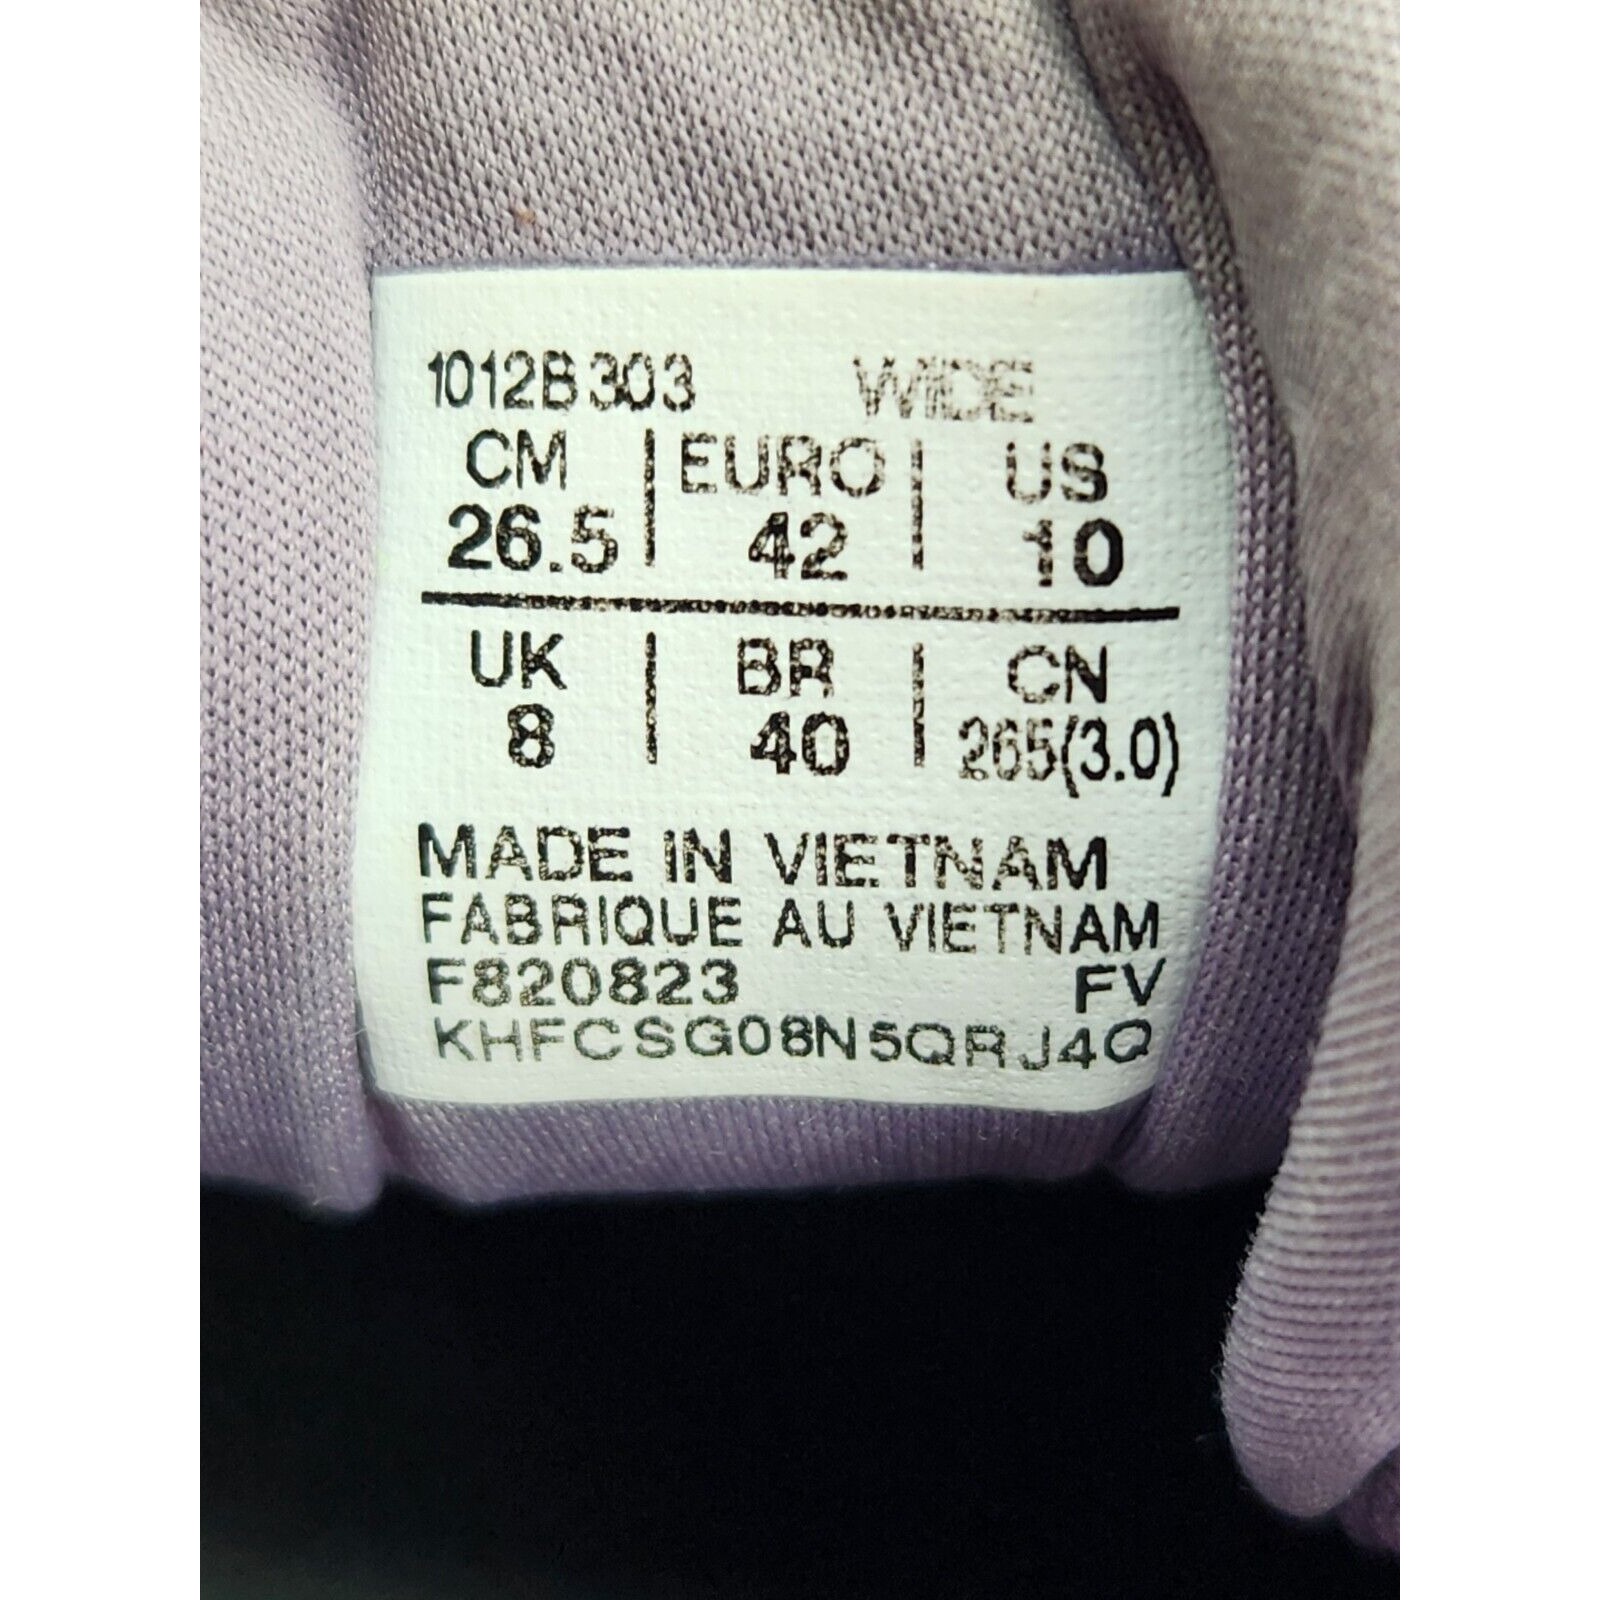 1012B303 WIDE
CM | EURO | US
26.5 | 42 | 10
UK | BR | CN
8 | 40 | 265(3.0)
MADE IN VIETNAM
FABRIQUE AU VIETNAM
F820823 FV
KHFCSG08N5QRJ4Q